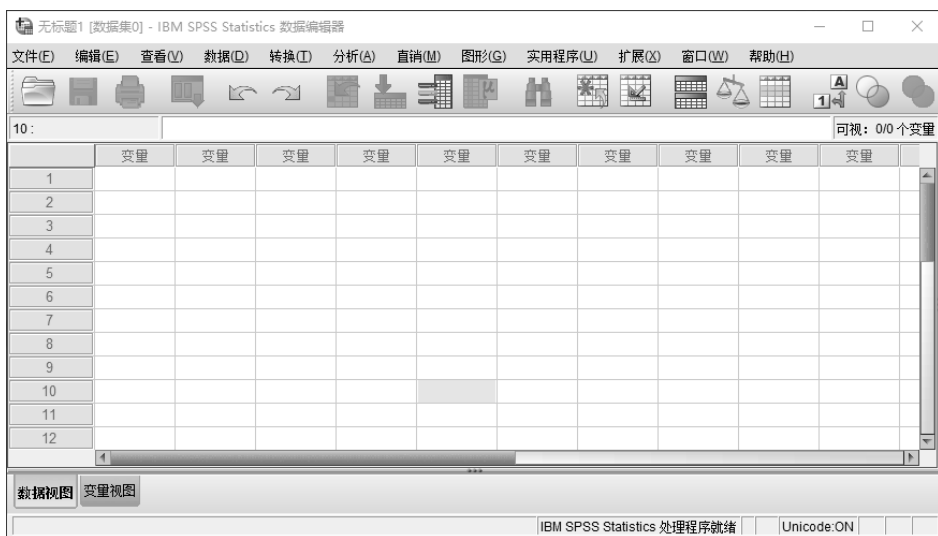 无标题1 [数据集0] - IBM SPSS Statistics 数据编辑器
文件(F) 编辑(E) 查看(V) 数据(D) 转换(T) 分析(A) 直销(M) 图形(G) 实用程序(U) 扩展(X) 窗口(W) 帮助(H)
μ A
1
10 : 可视: 0/0 个变量
变量 变量 变量 变量 变量 变量 变量 变量 变量 变量
1
2
3
4
5
6
7
8
9
10
11
12
数据视图 变量视图
IBM SPSS Statistics 处理程序就绪 Unicode:ON